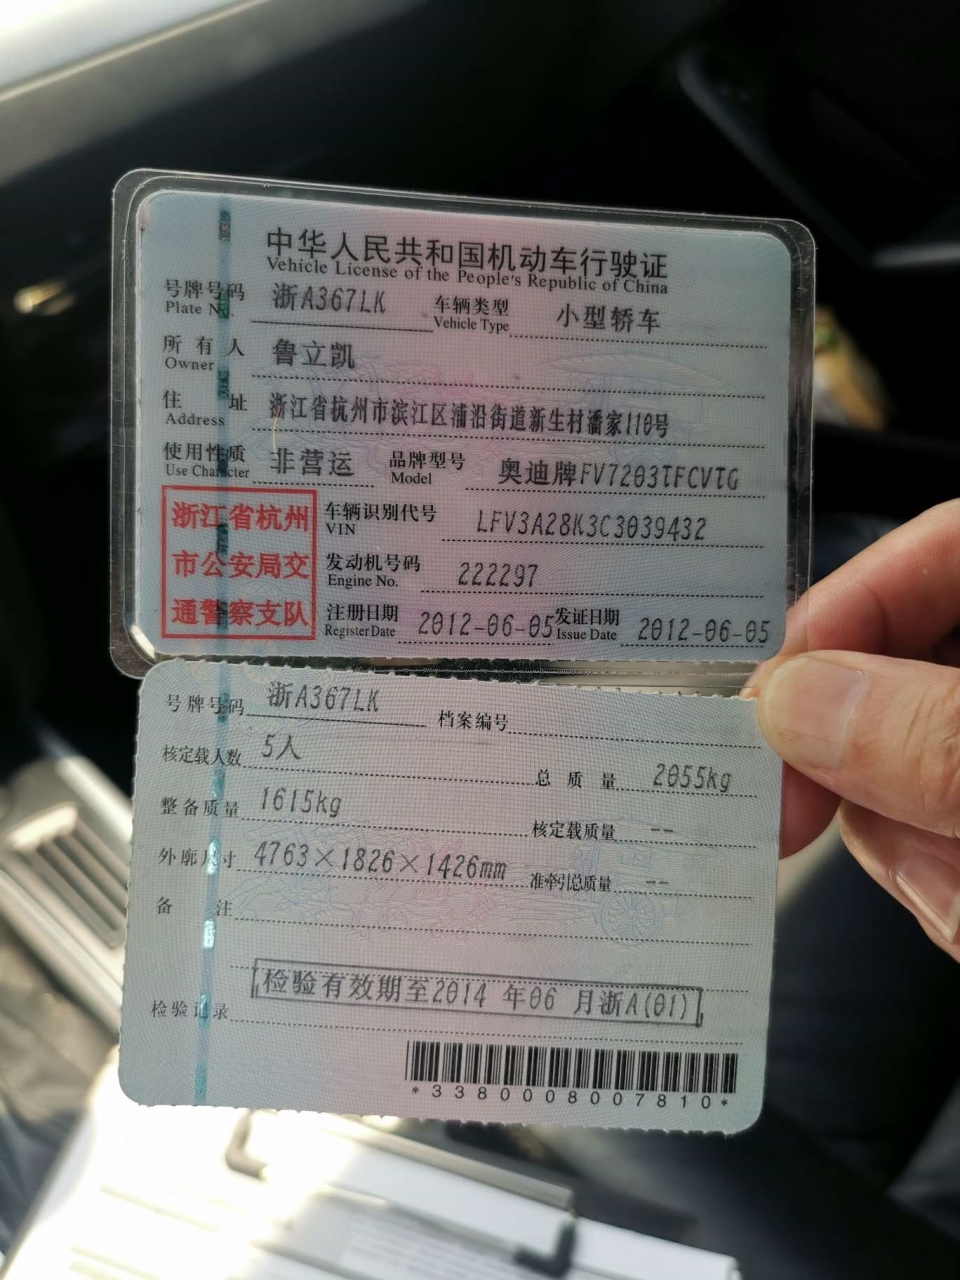 中华人民共和国机动车行驶证
Vehicle License of the People's Republic of China
号牌号码 浙A367LK 车辆类型 小型轿车
Plate No. Vehicle Type
所有人 鲁立凯
Owner
住址 浙江省杭州市滨江区浦沿街道新生村潘家110号
Address
使用性质 非营运 品牌型号 奥迪牌FV7203TFCVTG
Use Character Model
浙江省杭州
市公安局交
通警察支队
车辆识别代号 LFV3A28K3C3039432
VIN
发动机号码 222297
Engine No.
注册日期 2012-06-05 发证日期 2012-06-05
Register Date Issue Date
号牌号码 浙A367LK 档案编号
核定载人数 5人 总质量 2055kg
整备质量 1615kg 核定载质量 --
外廓尺寸 4763×1826×1426mm 准牵引总质量 --
备注
检验记录 检验有效期至2014 年06 月浙A(01)
*3380008007810*